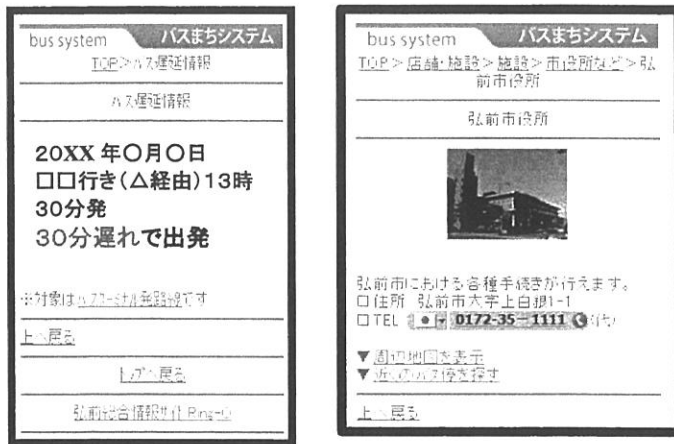 bus system バスまちシステム
TOP>バス遅延情報
バス遅延情報
20XX 年〇月〇日
□□行き(△経由)13時
30分発
30分遅れで出発
※対象はバスターミナル発路線です
上へ戻る
トップへ戻る
弘前総合情報サイト Ring-O
bus system バスまちシステム
TOP>店舗・施設>施設>市役所など>弘
前市役所
弘前市役所
弘前市における各種手続きが行えます。
□住所 弘前市大字上白銀1-1
□TEL 0172-35-1111 (代)
▼周辺地図を表示
▼近くのバス停を探す
上へ戻る